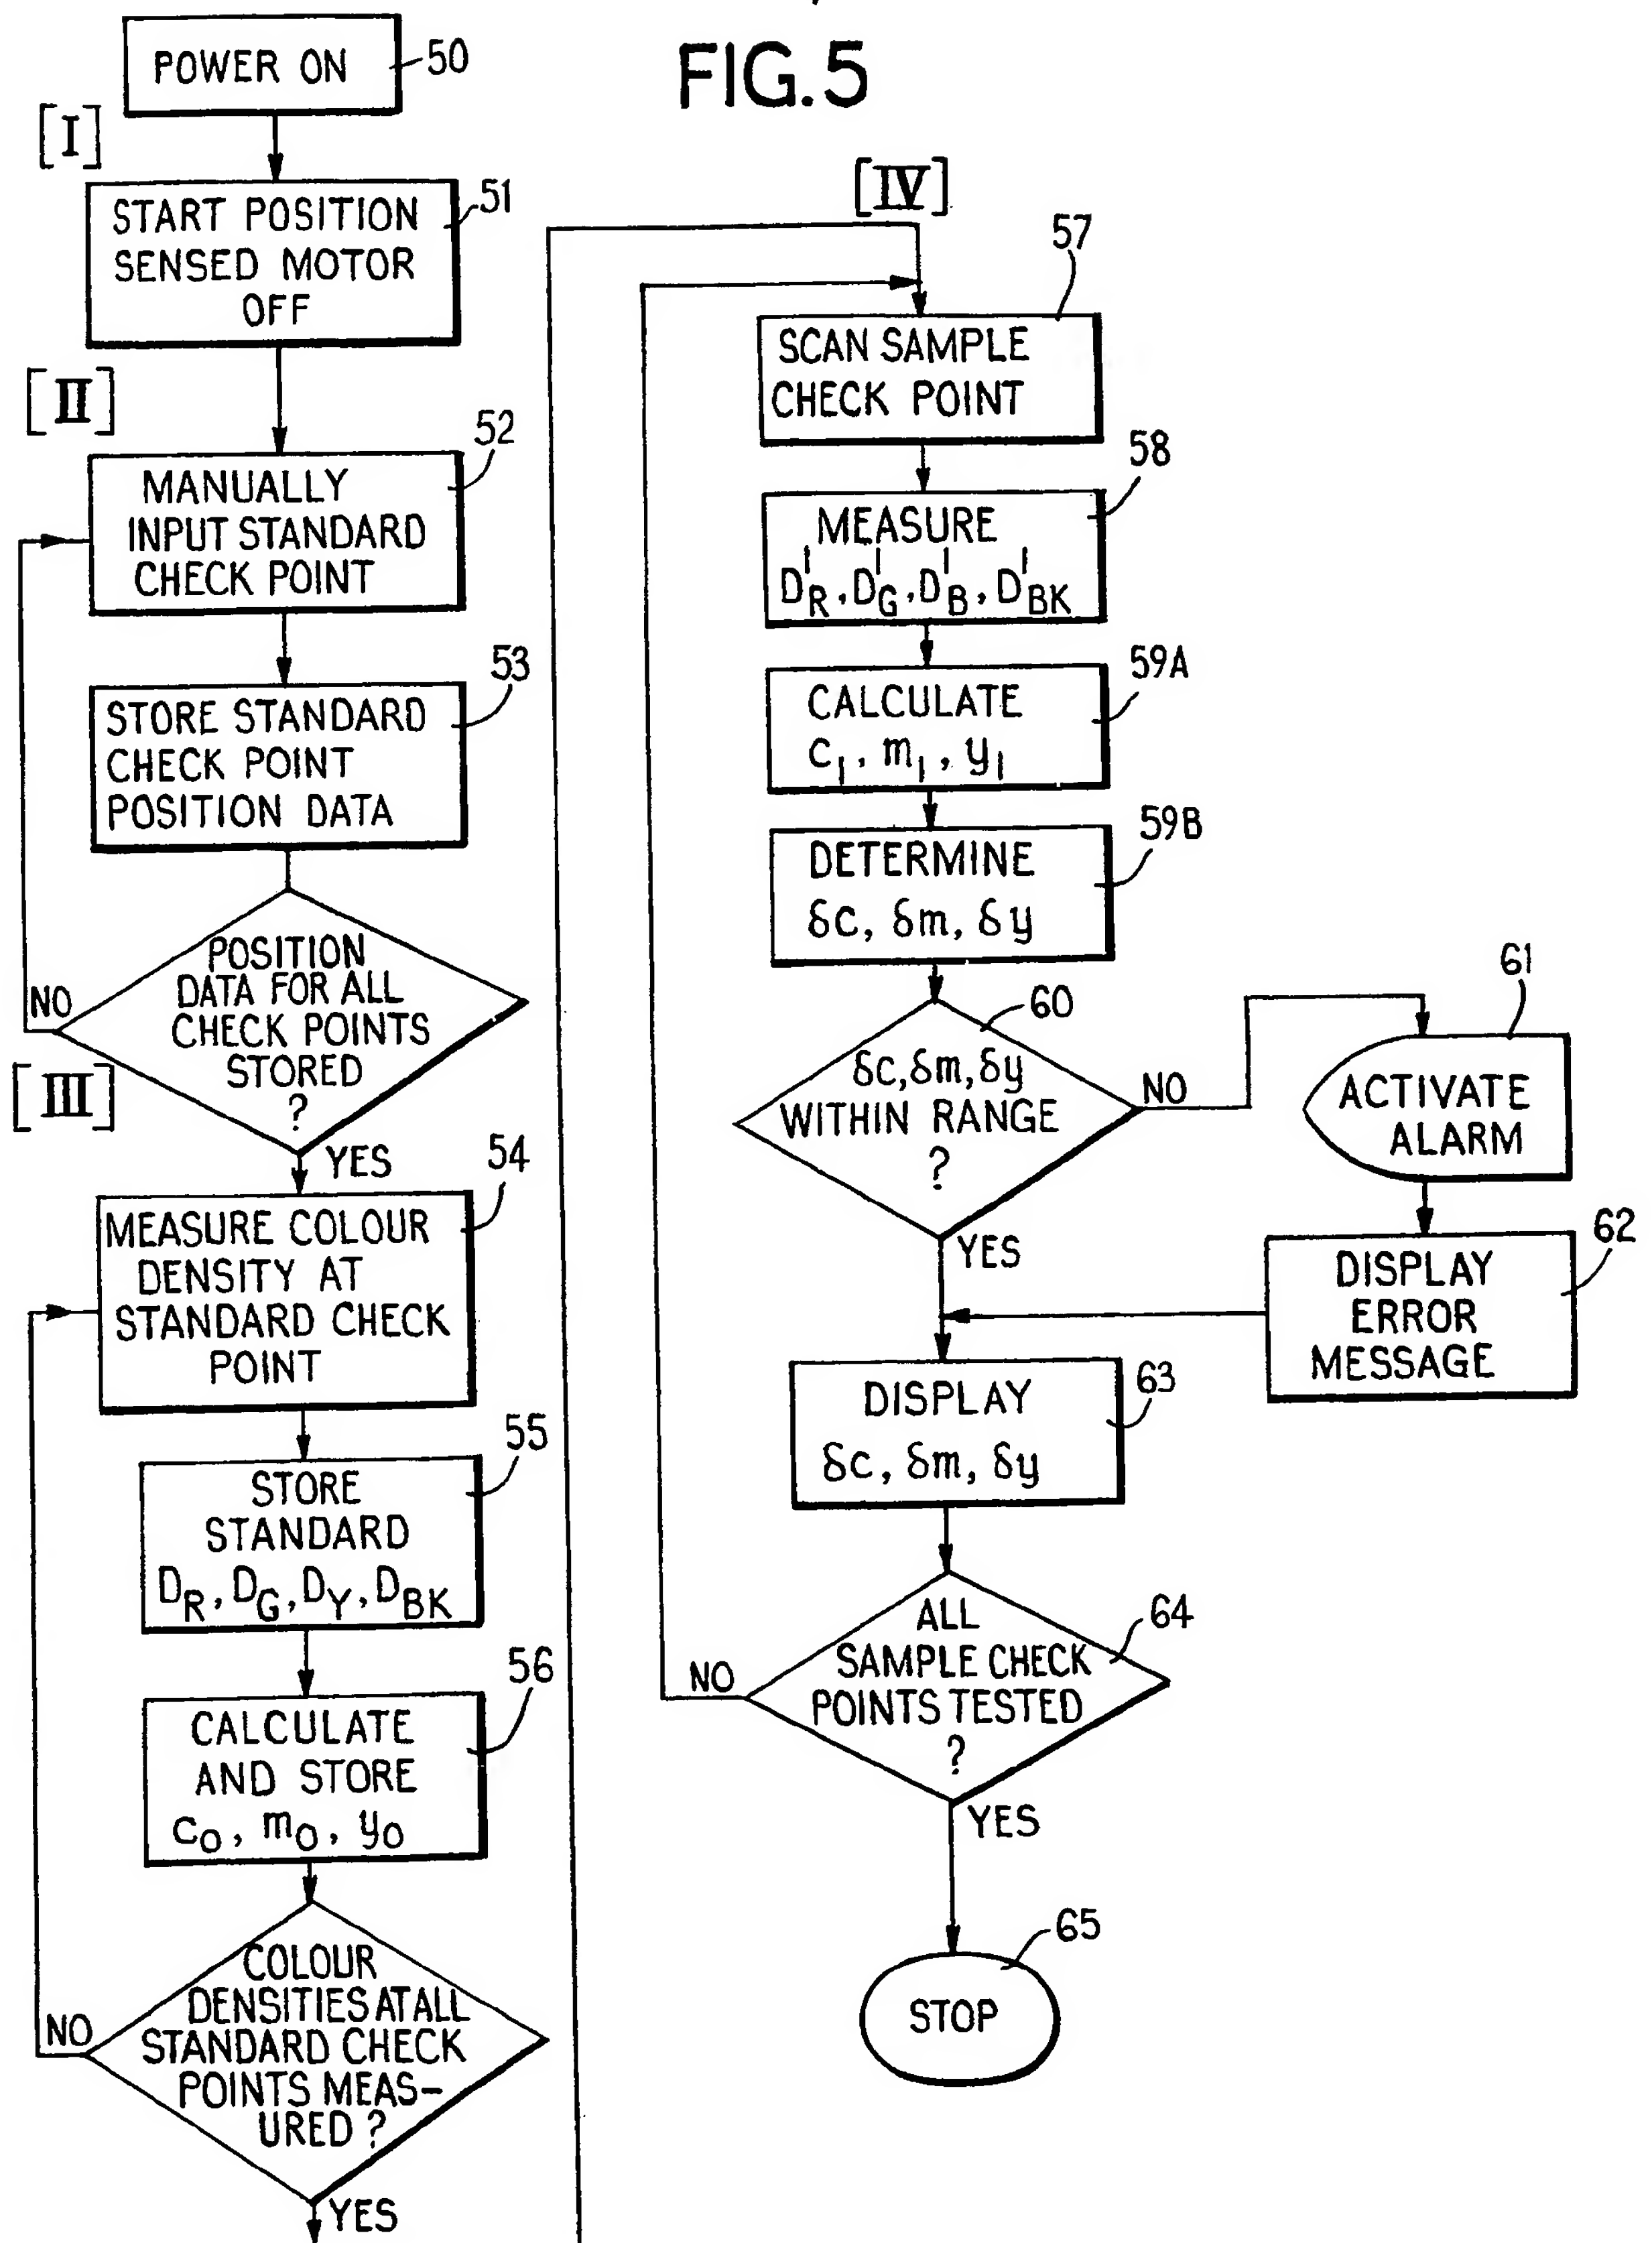 FIG.5
POWER ON
50
[I]
START POSITION
SENSED MOTOR
OFF
51
[II]
MANUALLY
INPUT STANDARD
CHECK POINT
52
STORE STANDARD
CHECK POINT
POSITION DATA
53
POSITION
DATA FOR ALL
CHECK POINTS
STORED
?
NO
YES
[III]
MEASURE COLOUR
DENSITY AT
STANDARD CHECK
POINT
54
STORE
STANDARD
D_R, D_G, D_Y, D_BK
55
CALCULATE
AND STORE
c_0, m_0, y_0
56
COLOUR
DENSITIES AT ALL
STANDARD CHECK
POINTS MEAS-
URED ?
NO
YES
[IV]
SCAN SAMPLE
CHECK POINT
57
MEASURE
D'_R, D'_G, D'_B, D'_BK
58
CALCULATE
c_1, m_1, y_1
59A
DETERMINE
δc, δm, δy
59B
δc, δm, δy
WITHIN RANGE
?
60
NO
YES
ACTIVATE
ALARM
61
DISPLAY
ERROR
MESSAGE
62
DISPLAY
δc, δm, δy
63
ALL
SAMPLE CHECK
POINTS TESTED
?
64
NO
YES
STOP
65